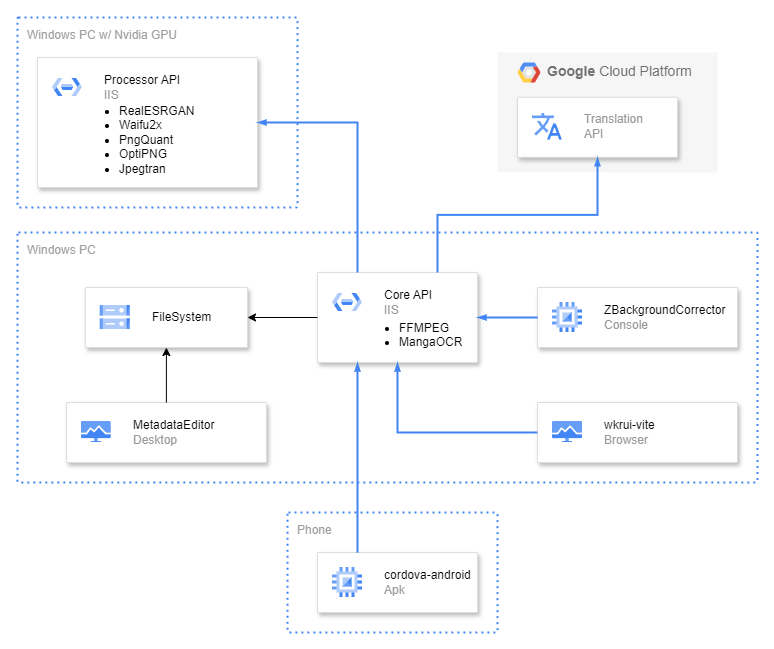 Windows PC w/ Nvidia GPU
Processor API
IIS
RealESRGAN
Waifu2x
PngQuant
OptiPNG
Jpegtran
Google Cloud Platform
Translation
API
Windows PC
FileSystem
Core API
IIS
FFMPEG
MangaOCR
ZBackgroundCorrector
Console
MetadataEditor
Desktop
wkrui-vite
Browser
Phone
cordova-android
Apk